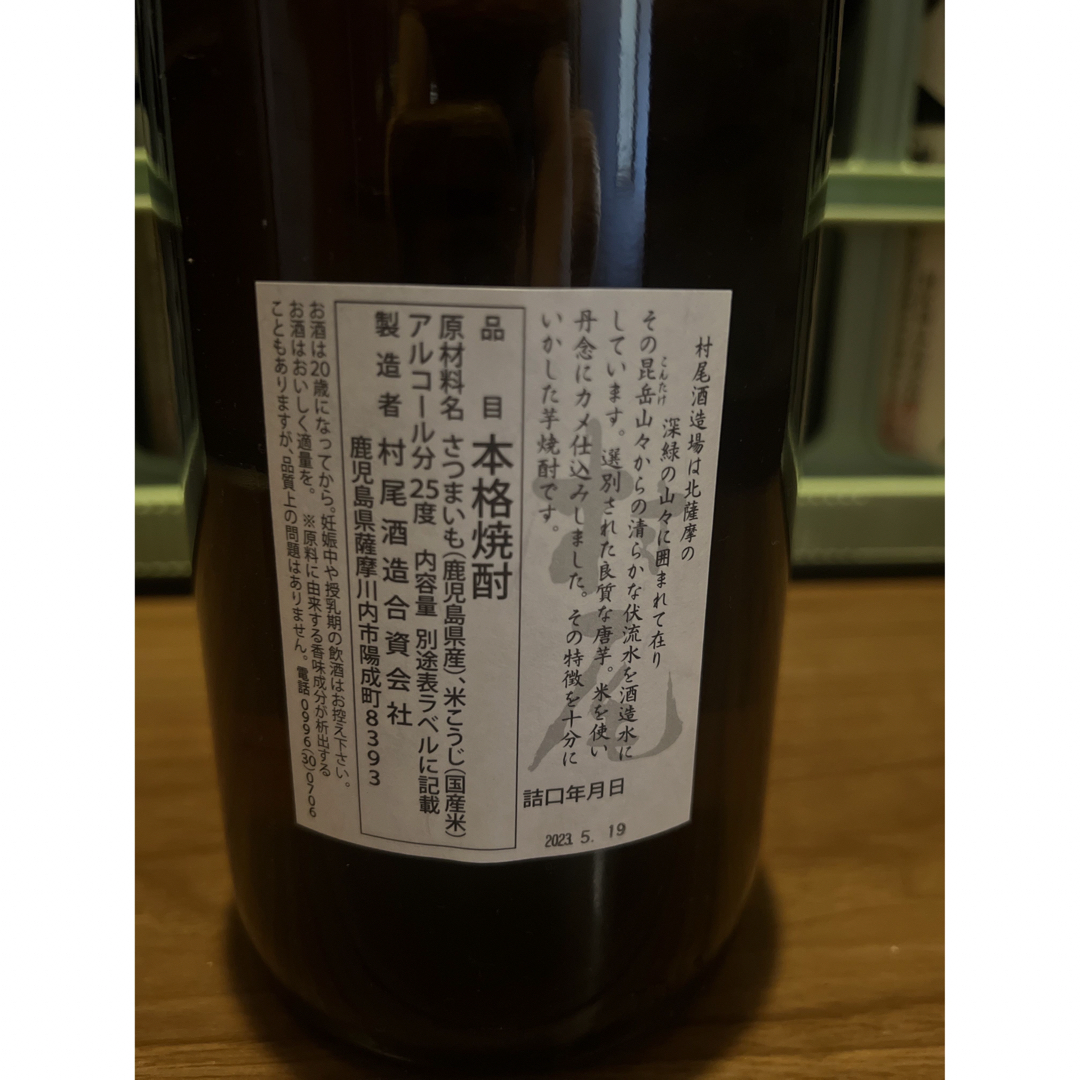 村尾酒造場は北薩摩の
深緑の山々に囲まれて在り
その昆岳山々からの清らかな伏流水を酒造水に
こんたけ
しています。選別された良質な唐芋。米を使い
丹念にカメ仕込みしました。その特徴を十分に
いかした芋焼酎です。
村尾
詰口年月日
2023. 5. 19
品目 本格焼酎
原材料名 さつまいも(鹿児島県産)、米こうじ(国産米)
アルコール分25度 内容量 別途表ラベルに記載
製造者 村尾酒造合資会社
鹿児島県薩摩川内市陽成町8393
お酒は20歳になってから。妊娠中や授乳期の飲酒はお控え下さい。
お酒はおいしく適量を。 ※原料に由来する香味成分が析出する
こともありますが、品質上の問題はありません。電話 0996(30)0706